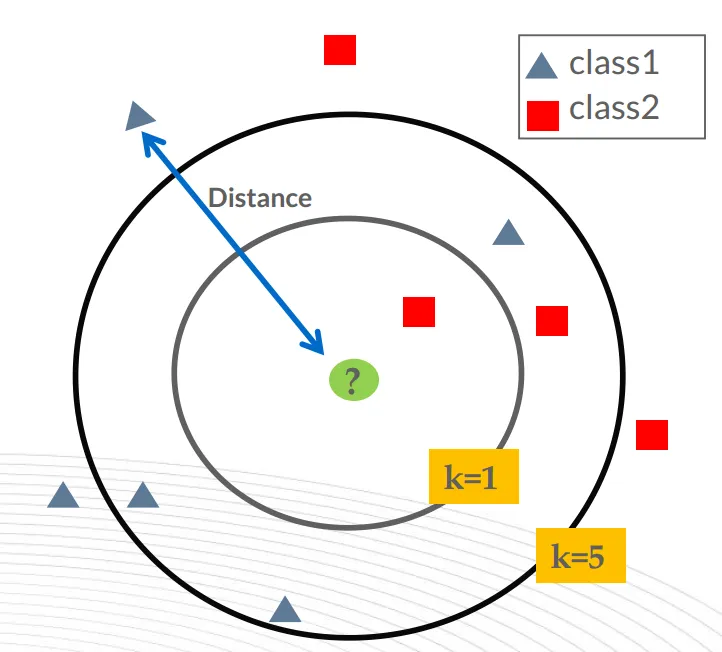 class1
class2
Distance
?
k=1
k=5